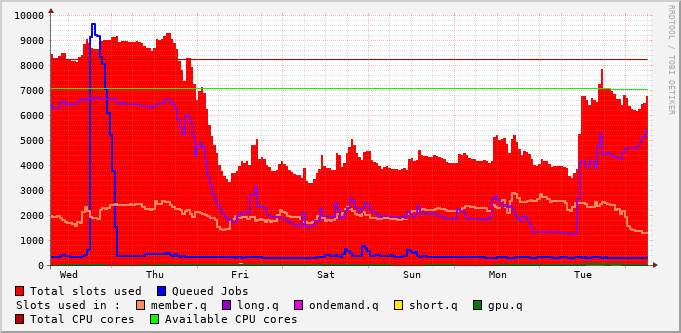 10000
9000
8000
7000
6000
5000
4000
3000
2000
1000
0
Wed Thu Fri Sat Sun Mon Tue
RRDTOOL / TOBI OETIKER
Total slots used Queued Jobs
Slots used in : member.q long.q ondemand.q short.q gpu.q
Total CPU cores Available CPU cores